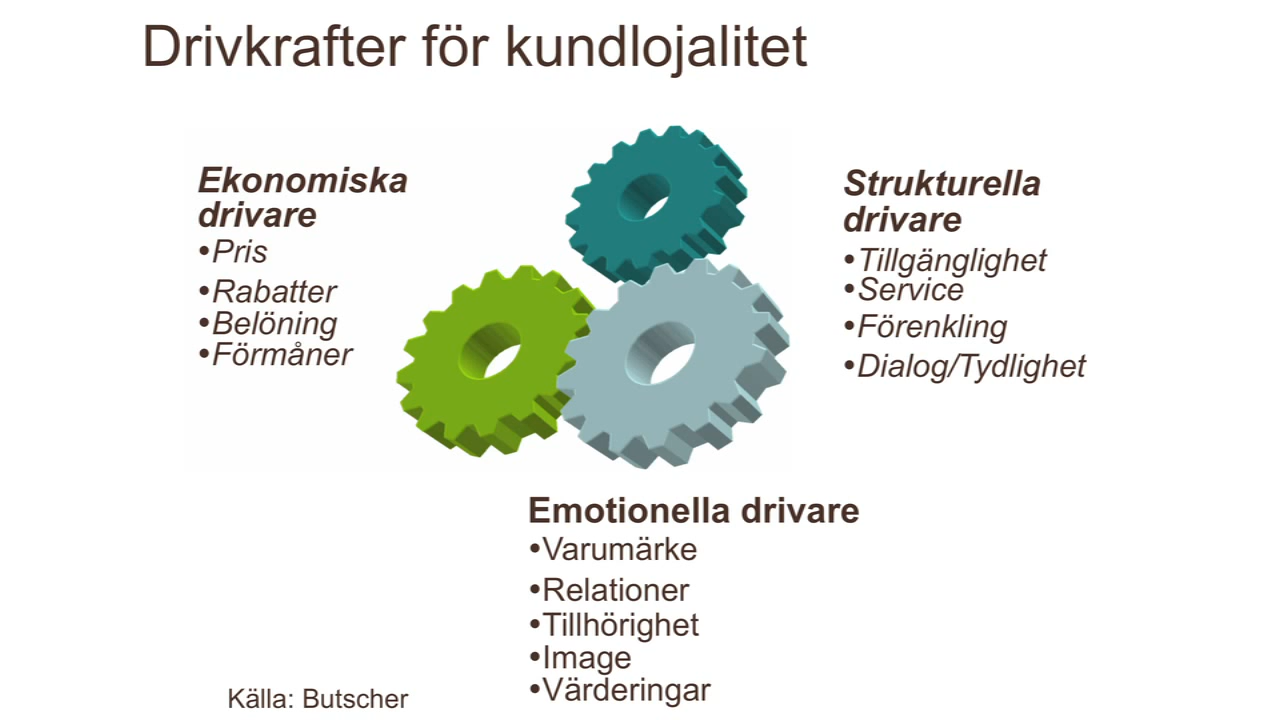 Drivkrafter för kundlojalitet
Ekonomiska
drivare
•Pris
•Rabatter
•Belöning
•Förmåner
Strukturella
drivare
•Tillgänglighet
•Service
•Förenkling
•Dialog/Tydlighet
Emotionella drivare
•Varumärke
•Relationer
•Tillhörighet
•Image
•Värderingar
Källa: Butscher